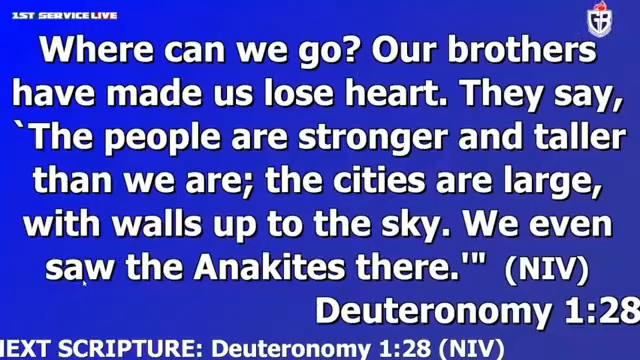 1ST SERVICE LIVE
Where can we go? Our brothers
have made us lose heart. They say,
`The people are stronger and taller
than we are; the cities are large,
with walls up to the sky. We even
saw the Anakites there.'" (NIV)
Deuteronomy 1:28
NEXT SCRIPTURE: Deuteronomy 1:28 (NIV)